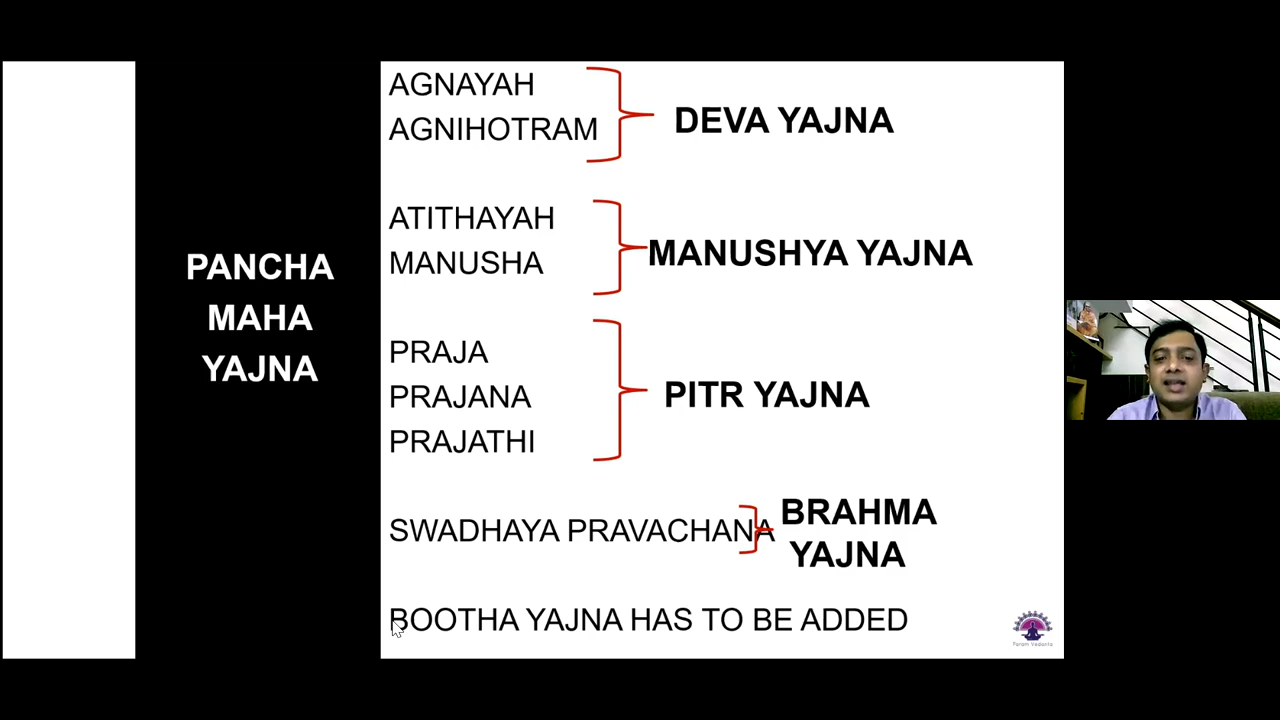 PANCHA
MAHA
YAJNA
AGNAYAH
AGNIHOTRAM
DEVA YAJNA
ATITHAYAH
MANUSHA
MANUSHYA YAJNA
PRAJA
PRAJANA
PRAJATHI
PITR YAJNA
SWADHAYA PRAVACHANA
BRAHMA
YAJNA
BOOTHA YAJNA HAS TO BE ADDED